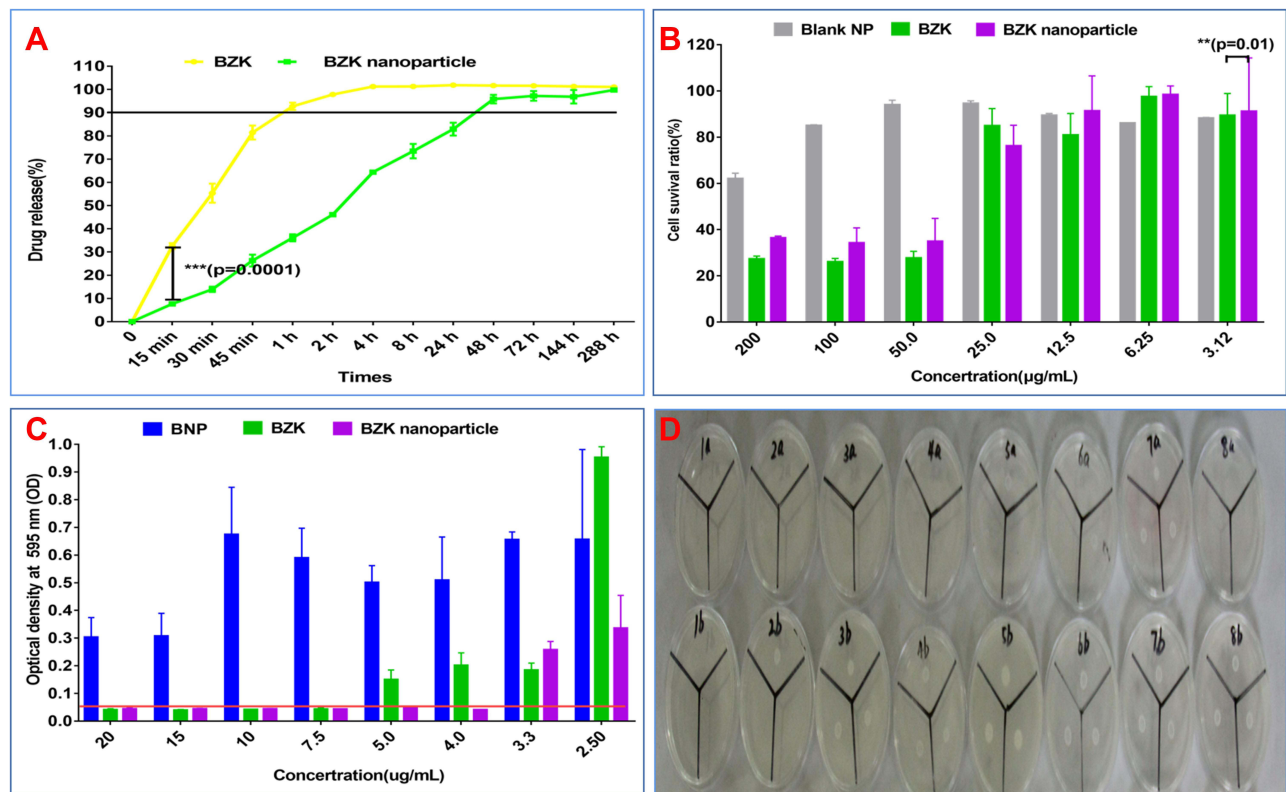 A
BZK BZK nanoparticle
Drug release(%)
100
90
80
70
60
50
40
30
20
10
0
***(p=0.0001)
0 15 min 30 min 45 min 1 h 2 h 4 h 8 h 24 h 48 h 72 h 144 h 288 h
Times
B
Blank NP BZK BZK nanoparticle
**(p=0.01)
Cell suvival ratio(%)
120
100
80
60
40
20
0
200 100 50.0 25.0 12.5 6.25 3.12
Concertration(μg/mL)
C
BNP BZK BZK nanoparticle
Optical density at 595 nm (OD)
1.0
0.9
0.8
0.7
0.6
0.5
0.4
0.3
0.2
0.1
0.0
20 15 10 7.5 5.0 4.0 3.3 2.50
Concertration(ug/mL)
D
1a 2a 3a 4a 5a 6a 7a 8a
1b 2b 3b 4b 5b 6b 7b 8b